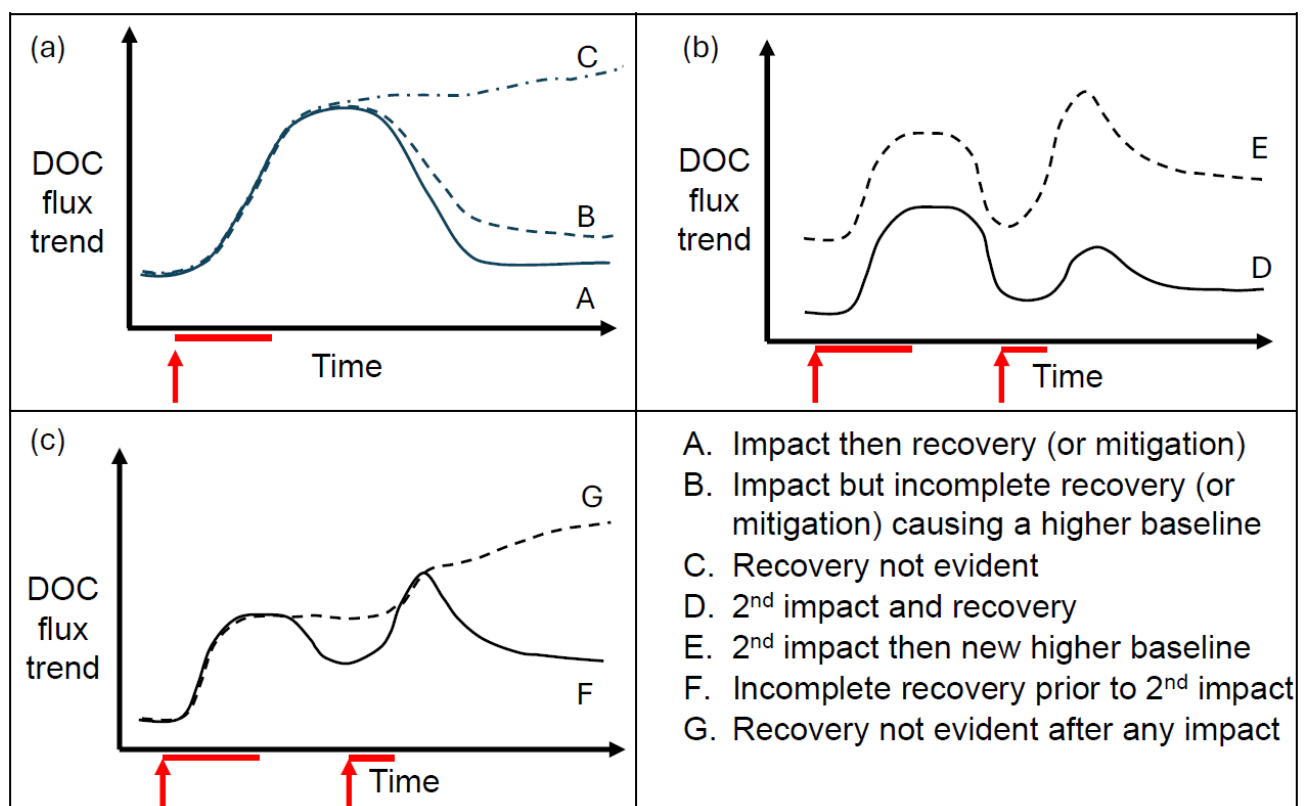 (a)
C
DOC
flux
trend
B
A
Time
(b)
E
DOC
flux
trend
D
Time
(c)
G
DOC
flux
trend
F
Time
A. Impact then recovery (or mitigation)
B. Impact but incomplete recovery (or
mitigation) causing a higher baseline
C. Recovery not evident
D. 2nd impact and recovery
E. 2nd impact then new higher baseline
F. Incomplete recovery prior to 2nd impact
G. Recovery not evident after any impact